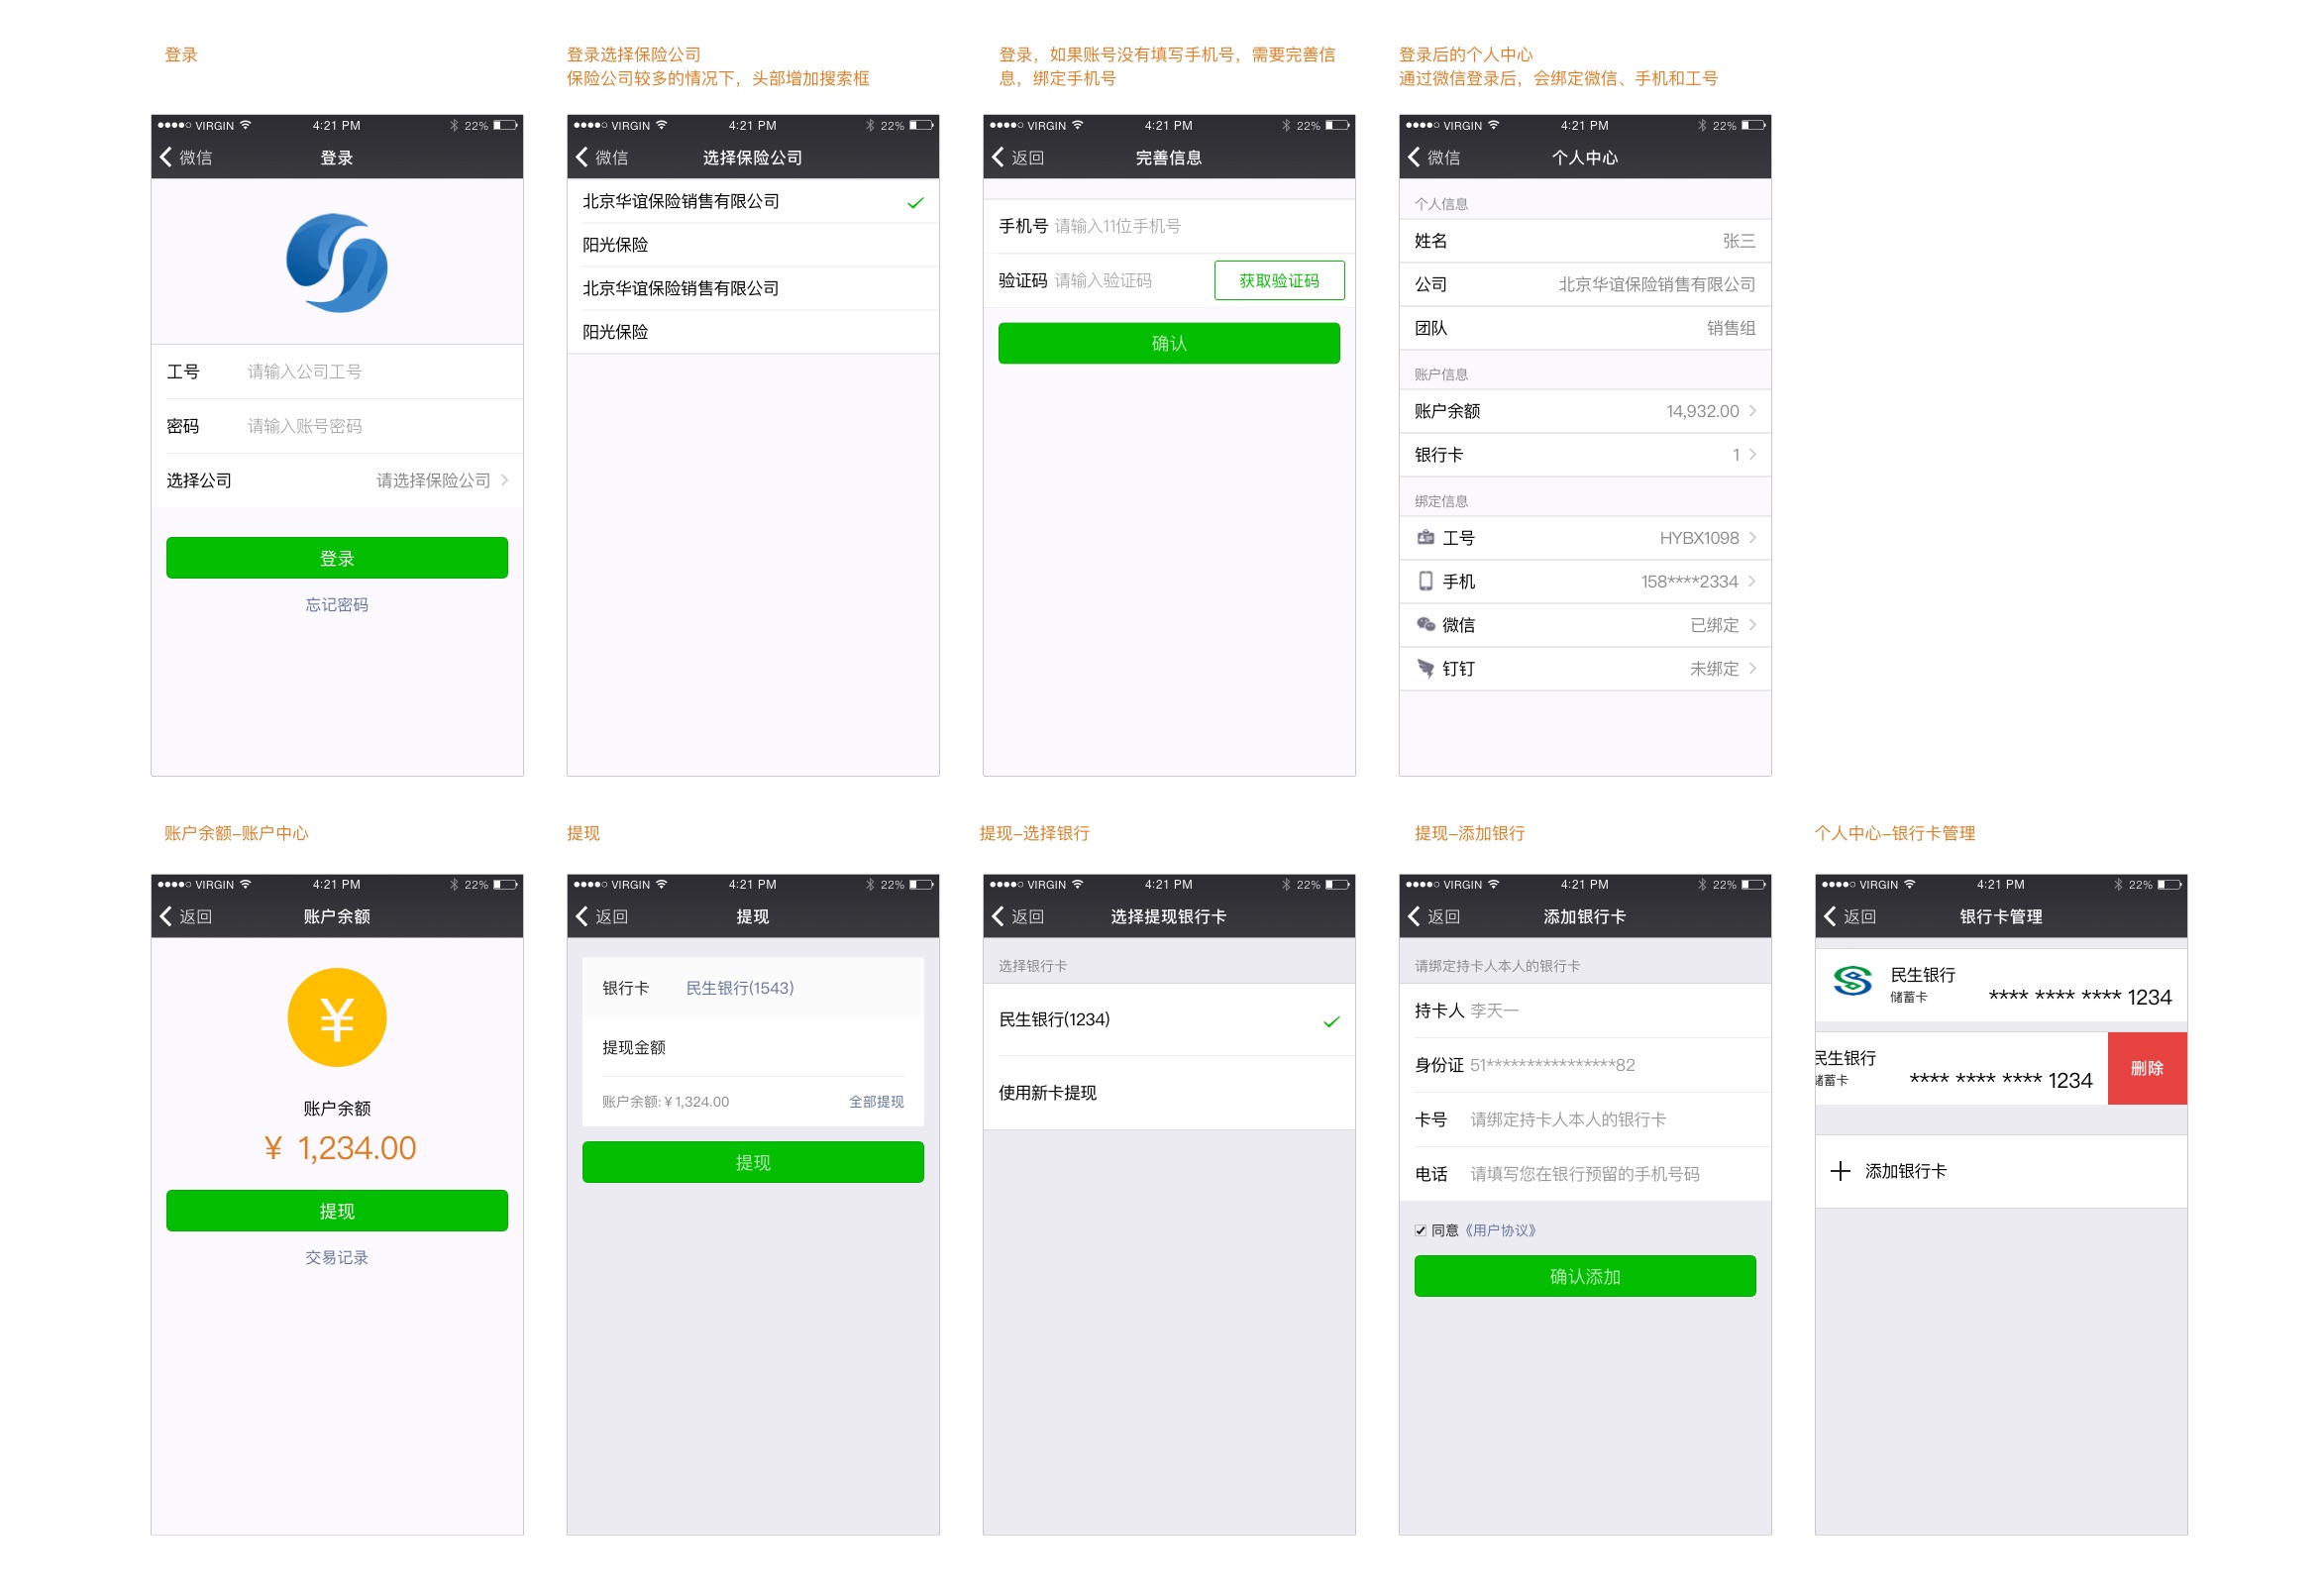 登录
登录选择保险公司
保险公司较多的情况下，头部增加搜索框
登录，如果账号没有填写手机号，需要完善信
息，绑定手机号
登录后的个人中心
通过微信登录后，会绑定微信、手机和工号
VIRGIN 4:21 PM 22%
微信 登录
工号 请输入公司工号
密码 请输入账号密码
选择公司 请选择保险公司
登录
忘记密码
VIRGIN 4:21 PM 22%
微信 选择保险公司
北京华谊保险销售有限公司
阳光保险
北京华谊保险销售有限公司
阳光保险
VIRGIN 4:21 PM 22%
返回 完善信息
手机号 请输入11位手机号
验证码 请输入验证码 获取验证码
确认
VIRGIN 4:21 PM 22%
微信 个人中心
个人信息
姓名 张三
公司 北京华谊保险销售有限公司
团队 销售组
账户信息
账户余额 14,932.00
银行卡 1
绑定信息
工号 HYBX1098
手机 158****2334
微信 已绑定
钉钉 未绑定
账户余额-账户中心
提现
提现-选择银行
提现-添加银行
个人中心-银行卡管理
VIRGIN 4:21 PM 22%
返回 账户余额
¥
账户余额
¥ 1,234.00
提现
交易记录
VIRGIN 4:21 PM 22%
返回 提现
银行卡 民生银行(1543)
提现金额
账户余额:¥1,324.00 全部提现
提现
VIRGIN 4:21 PM 22%
返回 选择提现银行卡
选择银行卡
民生银行(1234)
使用新卡提现
VIRGIN 4:21 PM 22%
返回 添加银行卡
请绑定持卡人本人的银行卡
持卡人 李天一
身份证 51****************82
卡号 请绑定持卡人本人的银行卡
电话 请填写您在银行预留的手机号码
同意《用户协议》
确认添加
VIRGIN 4:21 PM 22%
返回 银行卡管理
民生银行
储蓄卡 **** **** **** 1234
民生银行
储蓄卡 **** **** **** 1234 删除
添加银行卡